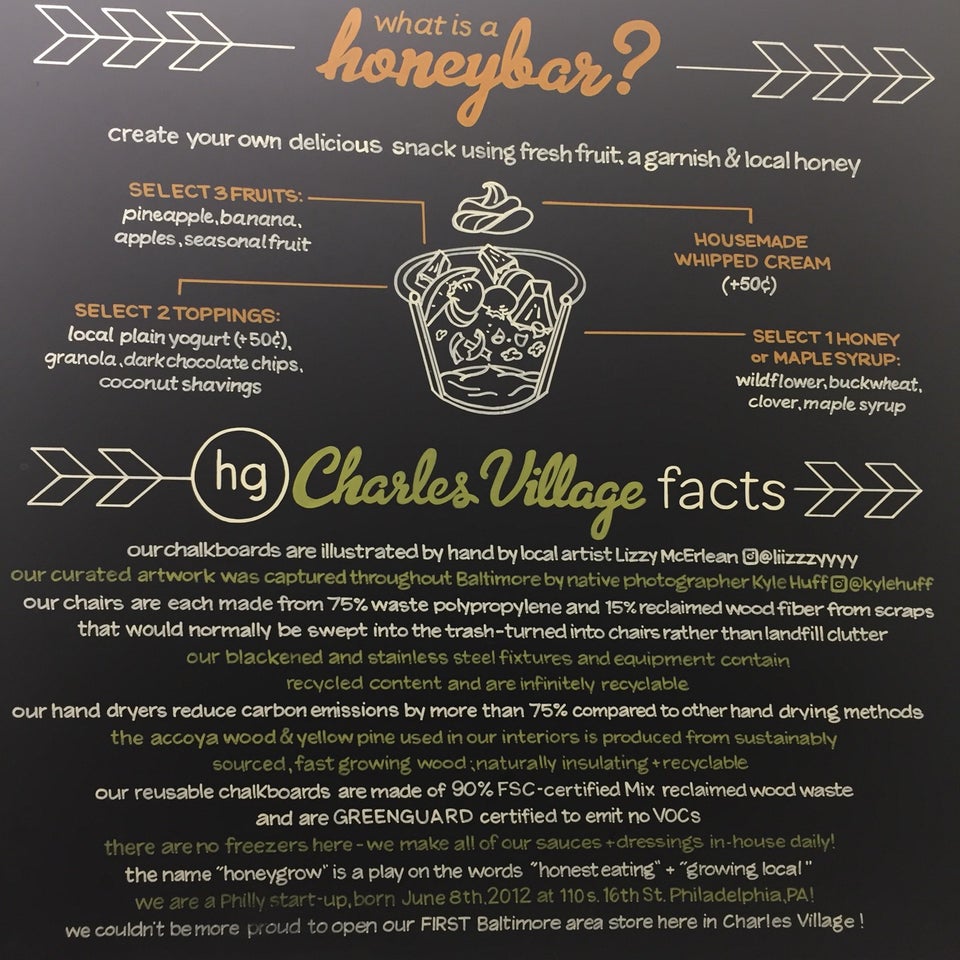 what is a
honeybar?
create your own delicious snack using fresh fruit, a garnish & local honey
SELECT 3 FRUITS:
pineapple, banana,
apples, seasonal fruit
HOUSEMADE
WHIPPED CREAM
(+50¢)
SELECT 2 TOPPINGS:
local plain yogurt (+50¢),
granola, dark chocolate chips,
coconut shavings
SELECT 1 HONEY
or MAPLE SYRUP:
wildflower, buckwheat,
clover, maple syrup
hg Charles Village facts
our chalkboards are illustrated by hand by local artist Lizzy McErlean @liizzzyyyy
our curated artwork was captured throughout Baltimore by native photographer Kyle Huff @kylehuff
our chairs are each made from 75% waste polypropylene and 15% reclaimed wood fiber from scraps
that would normally be swept into the trash-turned into chairs rather than landfill clutter
our blackened and stainless steel fixtures and equipment contain
recycled content and are infinitely recyclable
our hand dryers reduce carbon emissions by more than 75% compared to other hand drying methods
the accoya wood & yellow pine used in our interiors is produced from sustainably
sourced, fast growing wood; naturally insulating + recyclable
our reusable chalkboards are made of 90% FSC-certified Mix reclaimed wood waste
and are GREENGUARD certified to emit no VOCs
there are no freezers here - we make all of our sauces + dressings in-house daily!
the name "honeygrow" is a play on the words "honest eating" + "growing local"
we are a Philly start-up, born June 8th, 2012 at 110 s. 16th St. Philadelphia, PA!
we couldn't be more proud to open our FIRST Baltimore area store here in Charles Village!